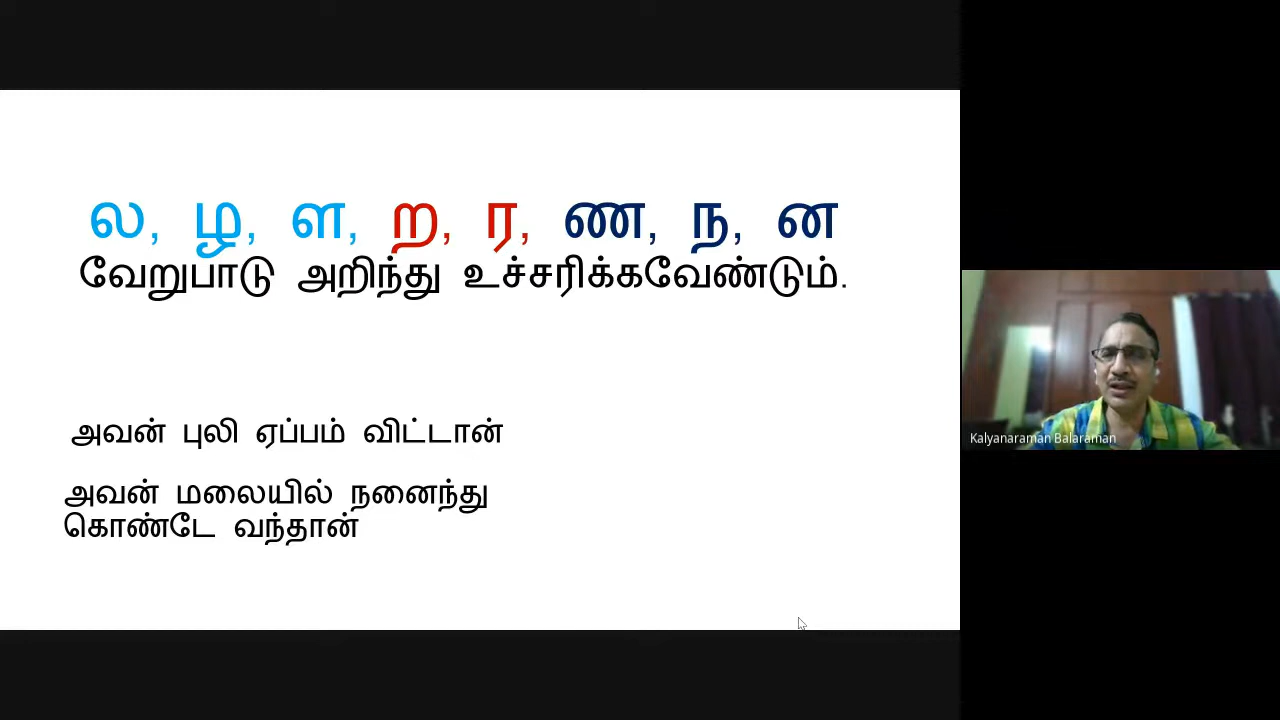 ல, ழ, ள, ற, ர, ண, ந, ன
வேறுபாடு அறிந்து உச்சரிக்கவேண்டும்.
அவன் புலி ஏப்பம் விட்டான்
அவன் மலையில் நனைந்து
கொண்டே வந்தான்
Kalyanaraman Balaraman